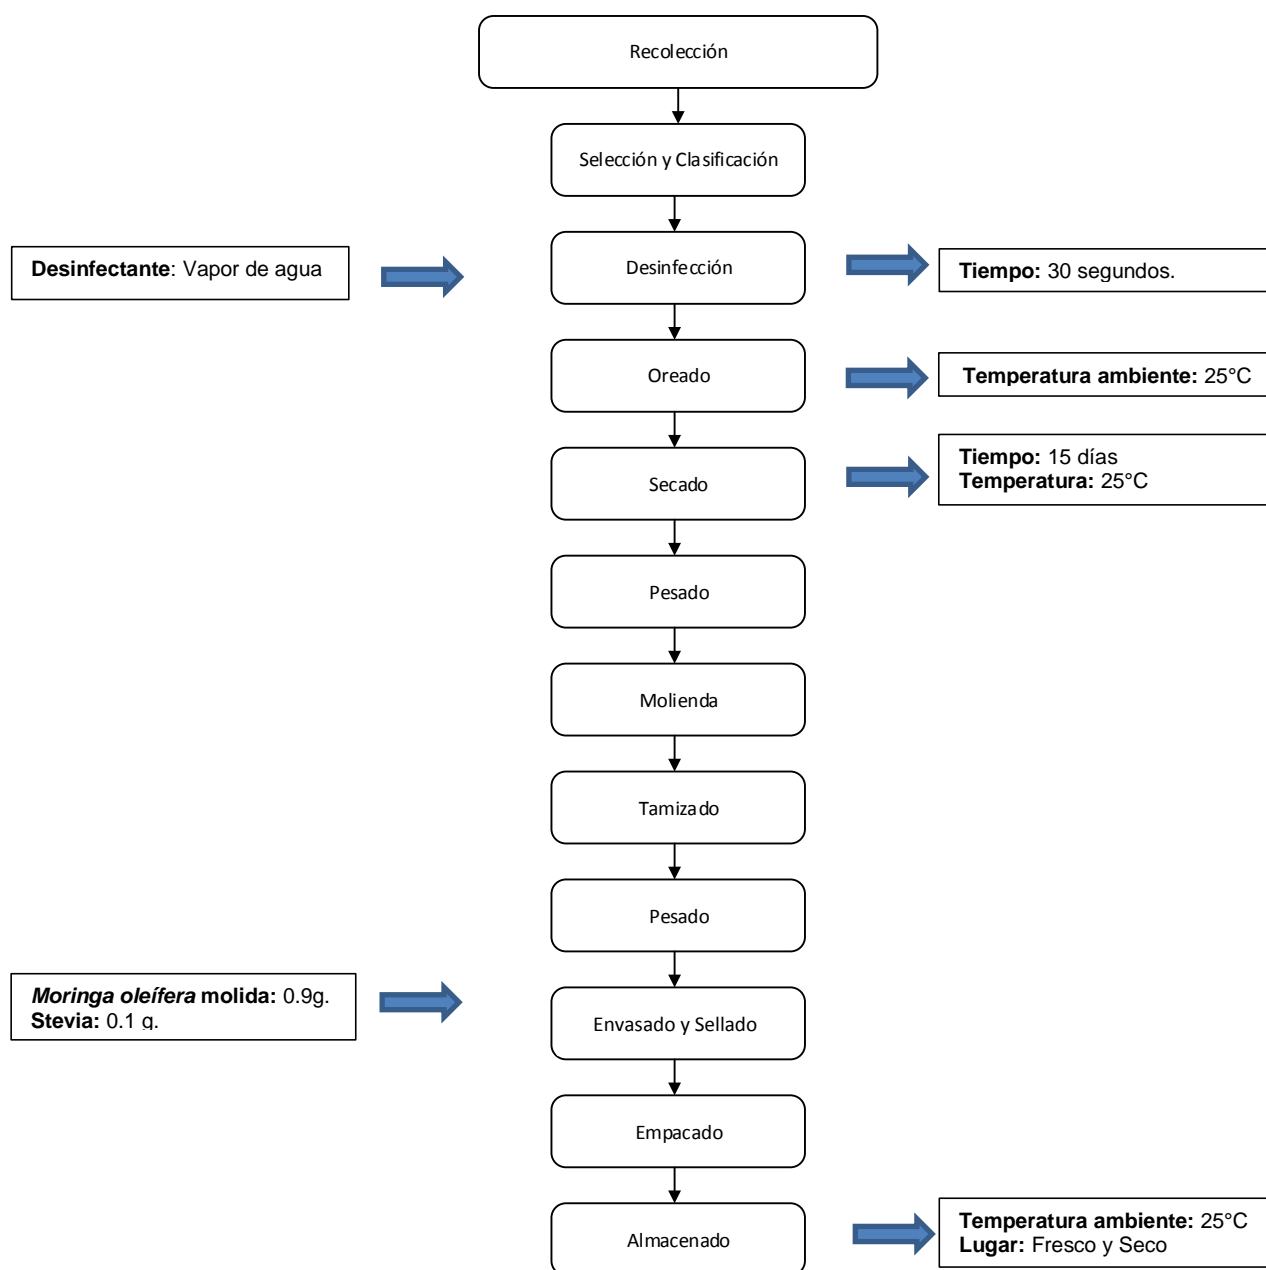 Recolección
Selección y Clasificación
Desinfectante: Vapor de agua
Desinfección
Tiempo: 30 segundos.
Oreado
Temperatura ambiente: 25°C
Secado
Tiempo: 15 días
Temperatura: 25°C
Pesado
Molienda
Tamizado
Pesado
Moringa oleífera molida: 0.9g.
Stevia: 0.1 g.
Envasado y Sellado
Empacado
Almacenado
Temperatura ambiente: 25°C
Lugar: Fresco y Seco